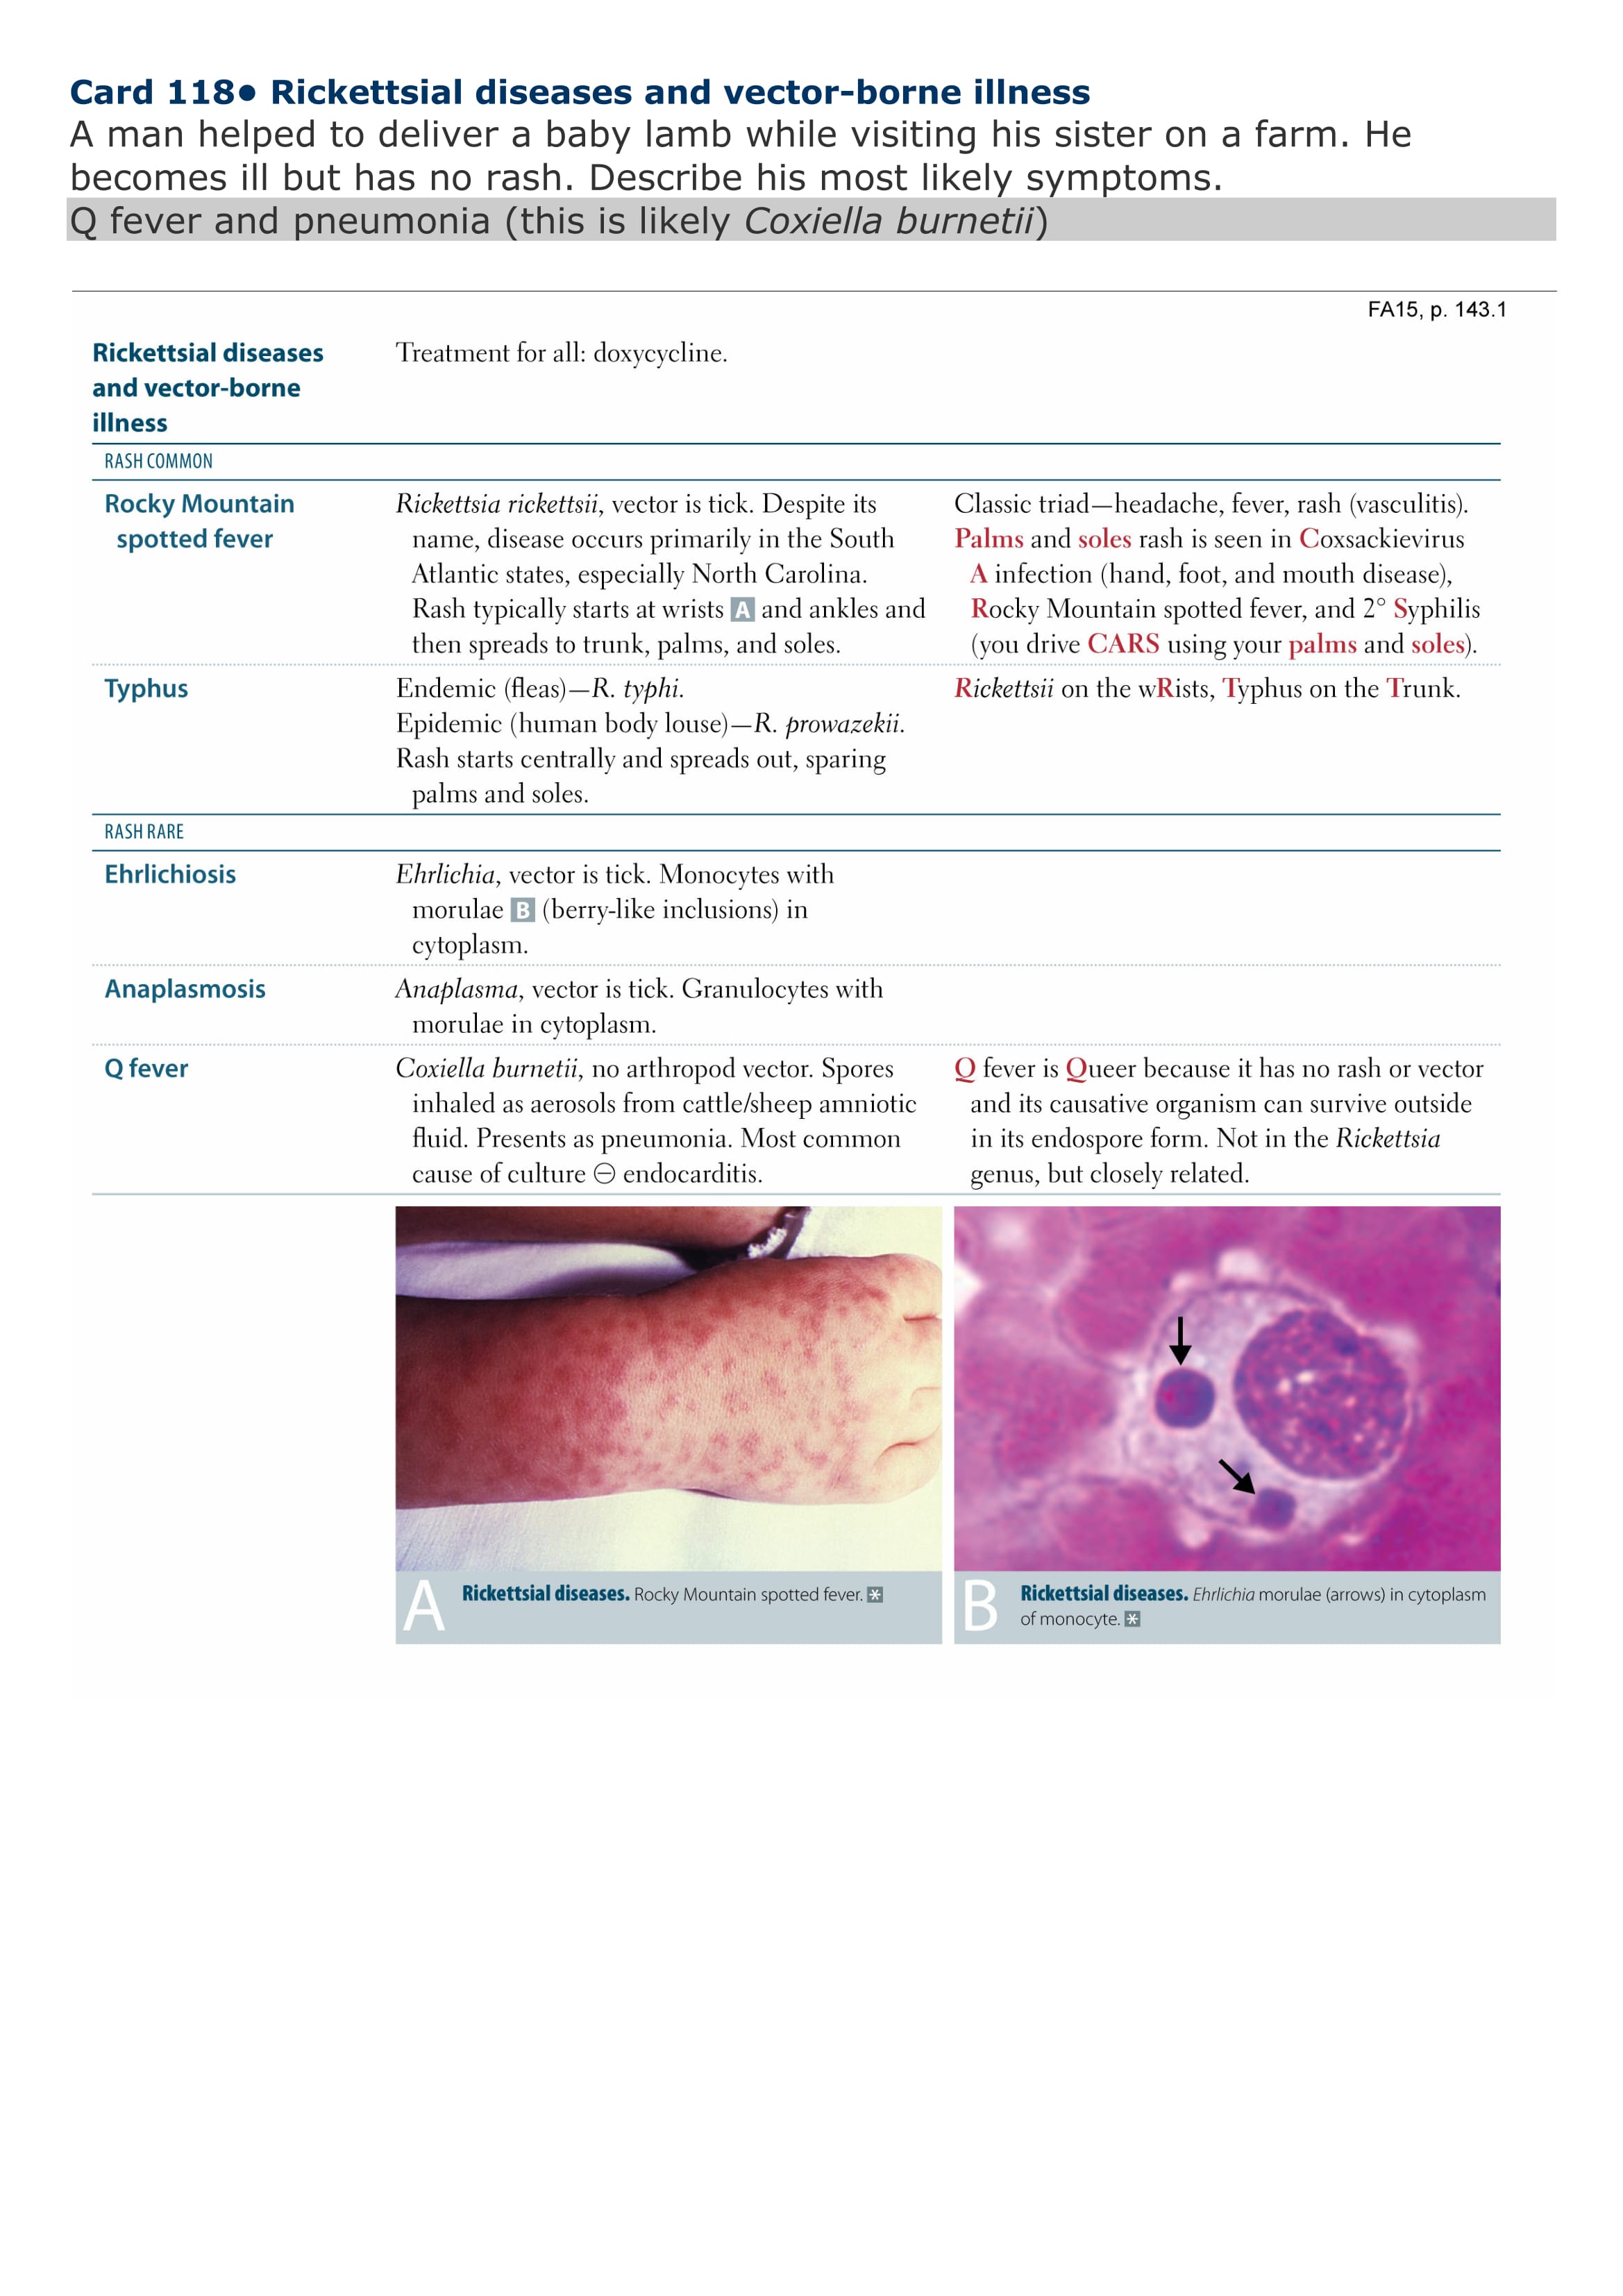 Card 118• Rickettsial diseases and vector-borne illness
A man helped to deliver a baby lamb while visiting his sister on a farm. He
becomes ill but has no rash. Describe his most likely symptoms.
Q fever and pneumonia (this is likely Coxiella burnetii)
FA15, p. 143.1
Rickettsial diseases
and vector-borne
illness
Treatment for all: doxycycline.
RASH COMMON
Rocky Mountain
spotted fever
Rickettsia rickettsii, vector is tick. Despite its
name, disease occurs primarily in the South
Atlantic states, especially North Carolina.
Rash typically starts at wrists A and ankles and
then spreads to trunk, palms, and soles.
Classic triad—headache, fever, rash (vasculitis).
Palms and soles rash is seen in Coxsackievirus
A infection (hand, foot, and mouth disease),
Rocky Mountain spotted fever, and 2° Syphilis
(you drive CARS using your palms and soles).
Typhus
Endemic (fleas)—R. typhi.
Epidemic (human body louse)—R. prowazekii.
Rash starts centrally and spreads out, sparing
palms and soles.
Rickettsii on the wRists, Typhus on the Trunk.
RASH RARE
Ehrlichiosis
Ehrlichia, vector is tick. Monocytes with
morulae B (berry-like inclusions) in
cytoplasm.
Anaplasmosis
Anaplasma, vector is tick. Granulocytes with
morulae in cytoplasm.
Q fever
Coxiella burnetii, no arthropod vector. Spores
inhaled as aerosols from cattle/sheep amniotic
fluid. Presents as pneumonia. Most common
cause of culture ⊖ endocarditis.
Q fever is Queer because it has no rash or vector
and its causative organism can survive outside
in its endospore form. Not in the Rickettsia
genus, but closely related.
A Rickettsial diseases. Rocky Mountain spotted fever. *
B Rickettsial diseases. Ehrlichia morulae (arrows) in cytoplasm
of monocyte. *